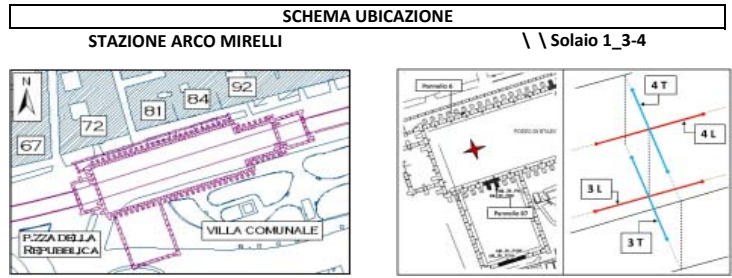 SCHEMA UBICAZIONE
STAZIONE ARCO MIRELLI
\ \ Solaio 1_3-4
N
67
72
81
84
92
P.ZZA DELLA
REPUBBLICA
VILLA COMUNALE
Pannello 6
POZZO DI STAZI
Pannello 67
4 T
4 L
3 L
3 T